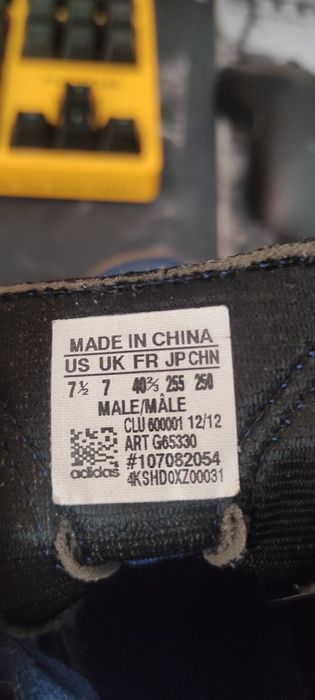 MADE IN CHINA
US UK FR JP CHN
7½ 7 40⅔ 255 250
MALE/MÂLE
CLU 600001 12/12
ART G65330
#107082054
adidas 4KSHD0XZ00031